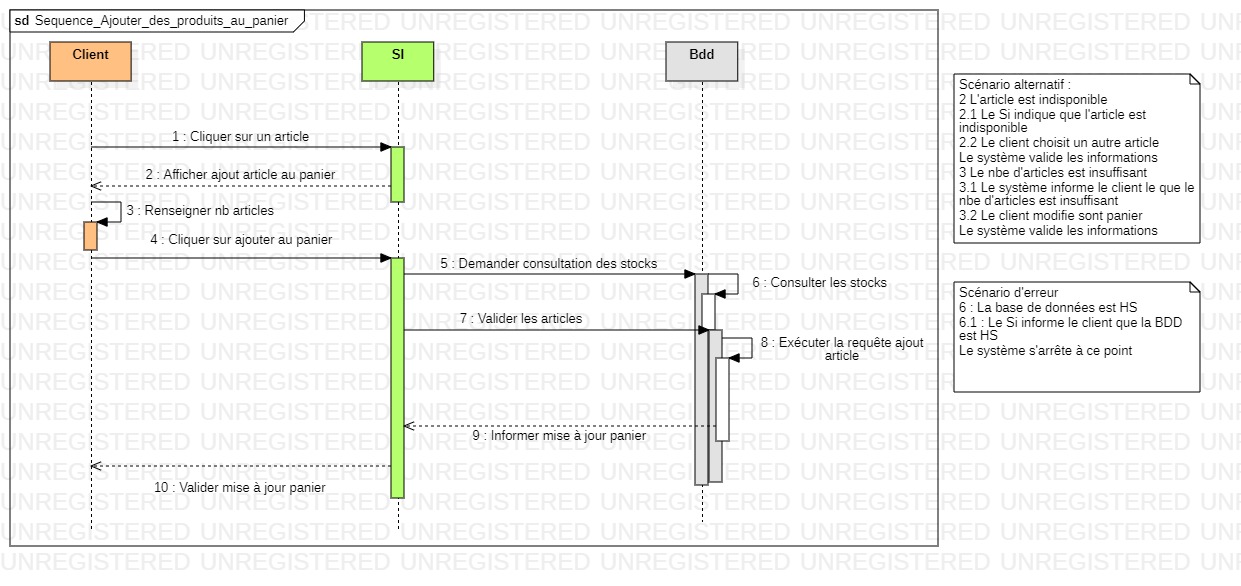 sd Sequence_Ajouter_des_produits_au_panier
Client
SI
Bdd
1 : Cliquer sur un article
2 : Afficher ajout article au panier
3 : Renseigner nb articles
4 : Cliquer sur ajouter au panier
5 : Demander consultation des stocks
6 : Consulter les stocks
7 : Valider les articles
8 : Exécuter la requête ajout
article
9 : Informer mise à jour panier
10 : Valider mise à jour panier
Scénario alternatif :
2 L'article est indisponible
2.1 Le Si indique que l'article est
indisponible
2.2 Le client choisit un autre article
Le système valide les informations
3 Le nbe d'articles est insuffisant
3.1 Le système informe le client le que le
nbe d'articles est insuffisant
3.2 Le client modifie sont panier
Le système valide les informations
Scénario d'erreur
6 : La base de données est HS
6.1 : Le Si informe le client que la BDD
est HS
Le système s'arrête à ce point
UNREGISTERED